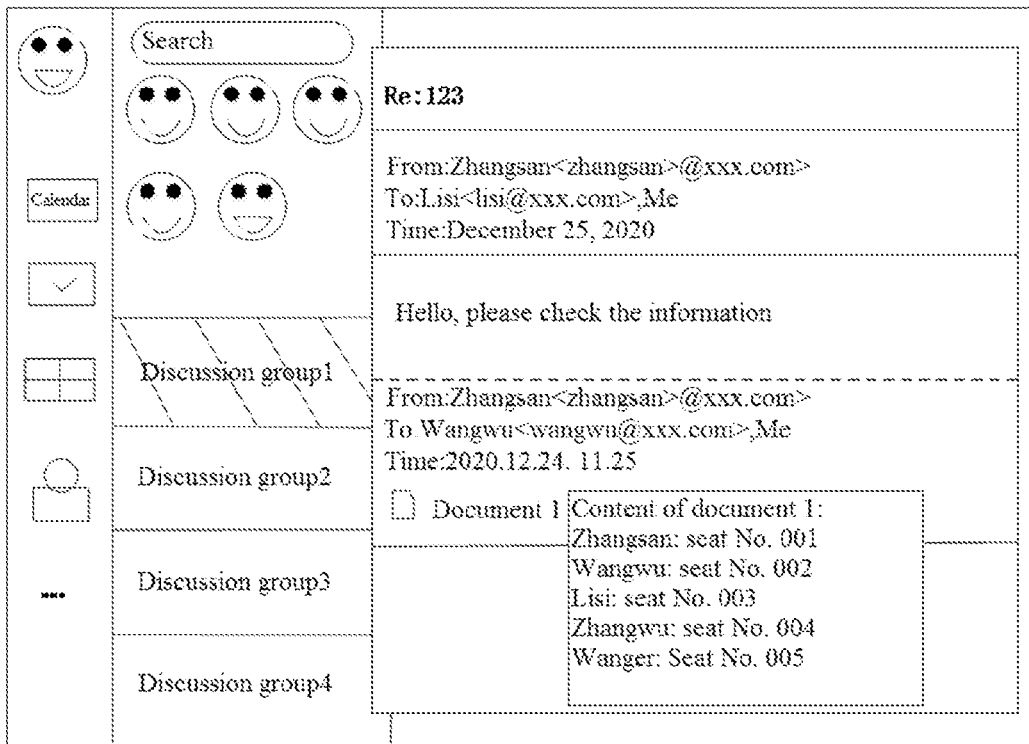 Search
Calendar
Discussion group1
Discussion group2
Discussion group3
Discussion group4
Re:123
From:Zhangsan<zhangsan>@xxx.com>
To:Lisi<lisi@xxx.com>,Me
Time:December 25, 2020
Hello, please check the information
From:Zhangsan<zhangsan>@xxx.com>
To Wangwu<wangwu@xxx.com>,Me
Time:2020.12.24. 11.25
Document 1
Content of document 1:
Zhangsan: seat No. 001
Wangwu: seat No. 002
Lisi: seat No. 003
Zhangwu: seat No. 004
Wanger: Seat No. 005